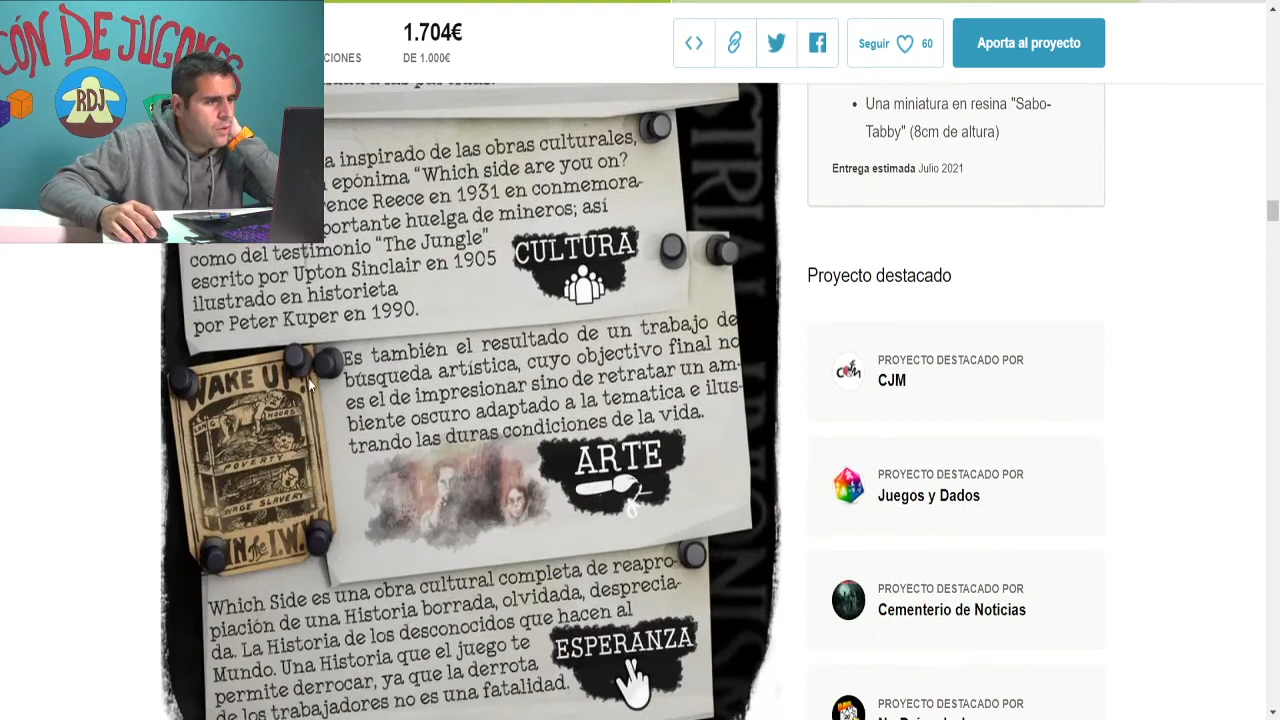 CÓN DE JUGONES
RDJ
CIONES
1.704€
DE 1.000€
Seguir
60
Aporta al proyecto
a inspirado de las obras culturales,
epónima “Which side are you on?
rence Reece en 1931 en conmemora-
portante huelga de mineros; así
como del testimonio “The Jungle”
escrito por Upton Sinclair en 1905
ilustrado en historieta
por Peter Kuper en 1990.
CULTURA
Es también el resultado de un trabajo de
búsqueda artística, cuyo objectivo final no
es el de impresionar sino de retratar un am-
biente oscuro adaptado a la tematica e ilus-
trando las duras condiciones de la vida.
ARTE
WAKE UP!
LONG HOURS
POVERTY
WAGE SLAVERY
IN the I.W.
Which Side es una obra cultural completa de reapro-
piación de una Historia borrada, olvidada, desprecia-
da. La Historia de los desconocidos que hacen al
Mundo. Una Historia que el juego te
permite derrocar, ya que la derrota
de los trabajadores no es una fatalidad.
ESPERANZA
• Una miniatura en resina "Sabo-
Tabby" (8cm de altura)
Entrega estimada Julio 2021
Proyecto destacado
PROYECTO DESTACADO POR
CJM
PROYECTO DESTACADO POR
Juegos y Dados
PROYECTO DESTACADO POR
Cementerio de Noticias
PROYECTO DESTACADO POR